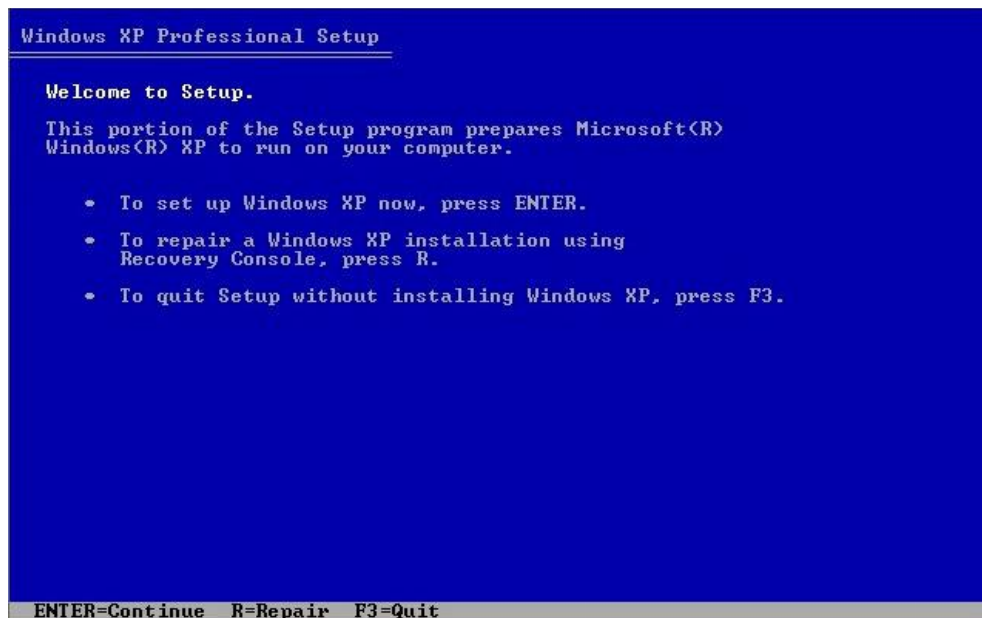 Windows XP Professional Setup
Welcome to Setup.
This portion of the Setup program prepares Microsoft(R)
Windows(R) XP to run on your computer.
• To set up Windows XP now, press ENTER.
• To repair a Windows XP installation using
Recovery Console, press R.
• To quit Setup without installing Windows XP, press F3.
ENTER=Continue R=Repair F3=Quit